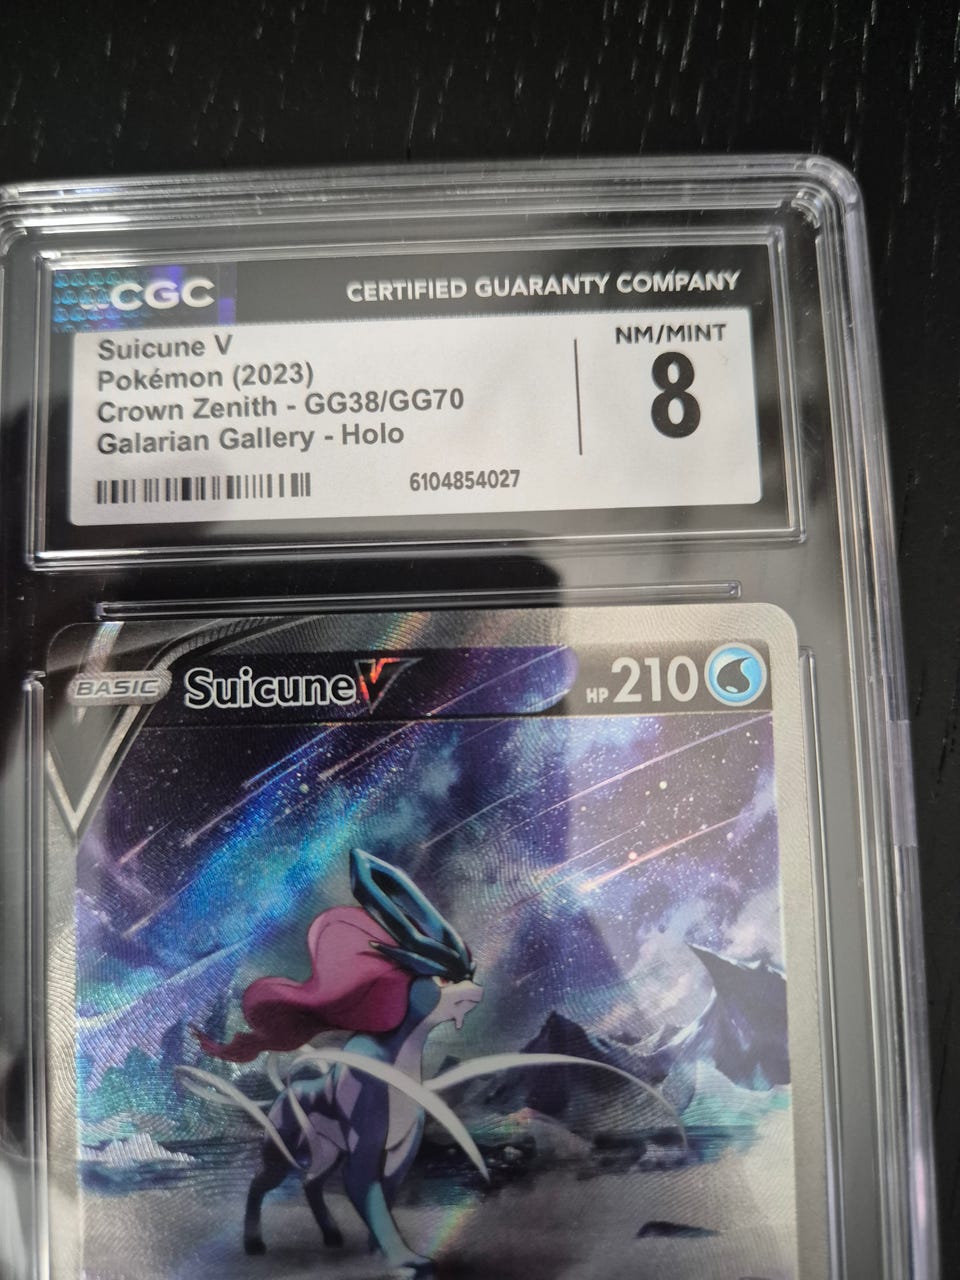 CGC
CERTIFIED GUARANTY COMPANY
Suicune V
Pokémon (2023)
Crown Zenith - GG38/GG70
Galarian Gallery - Holo
6104854027
NM/MINT
8
BASIC
Suicune V
HP 210